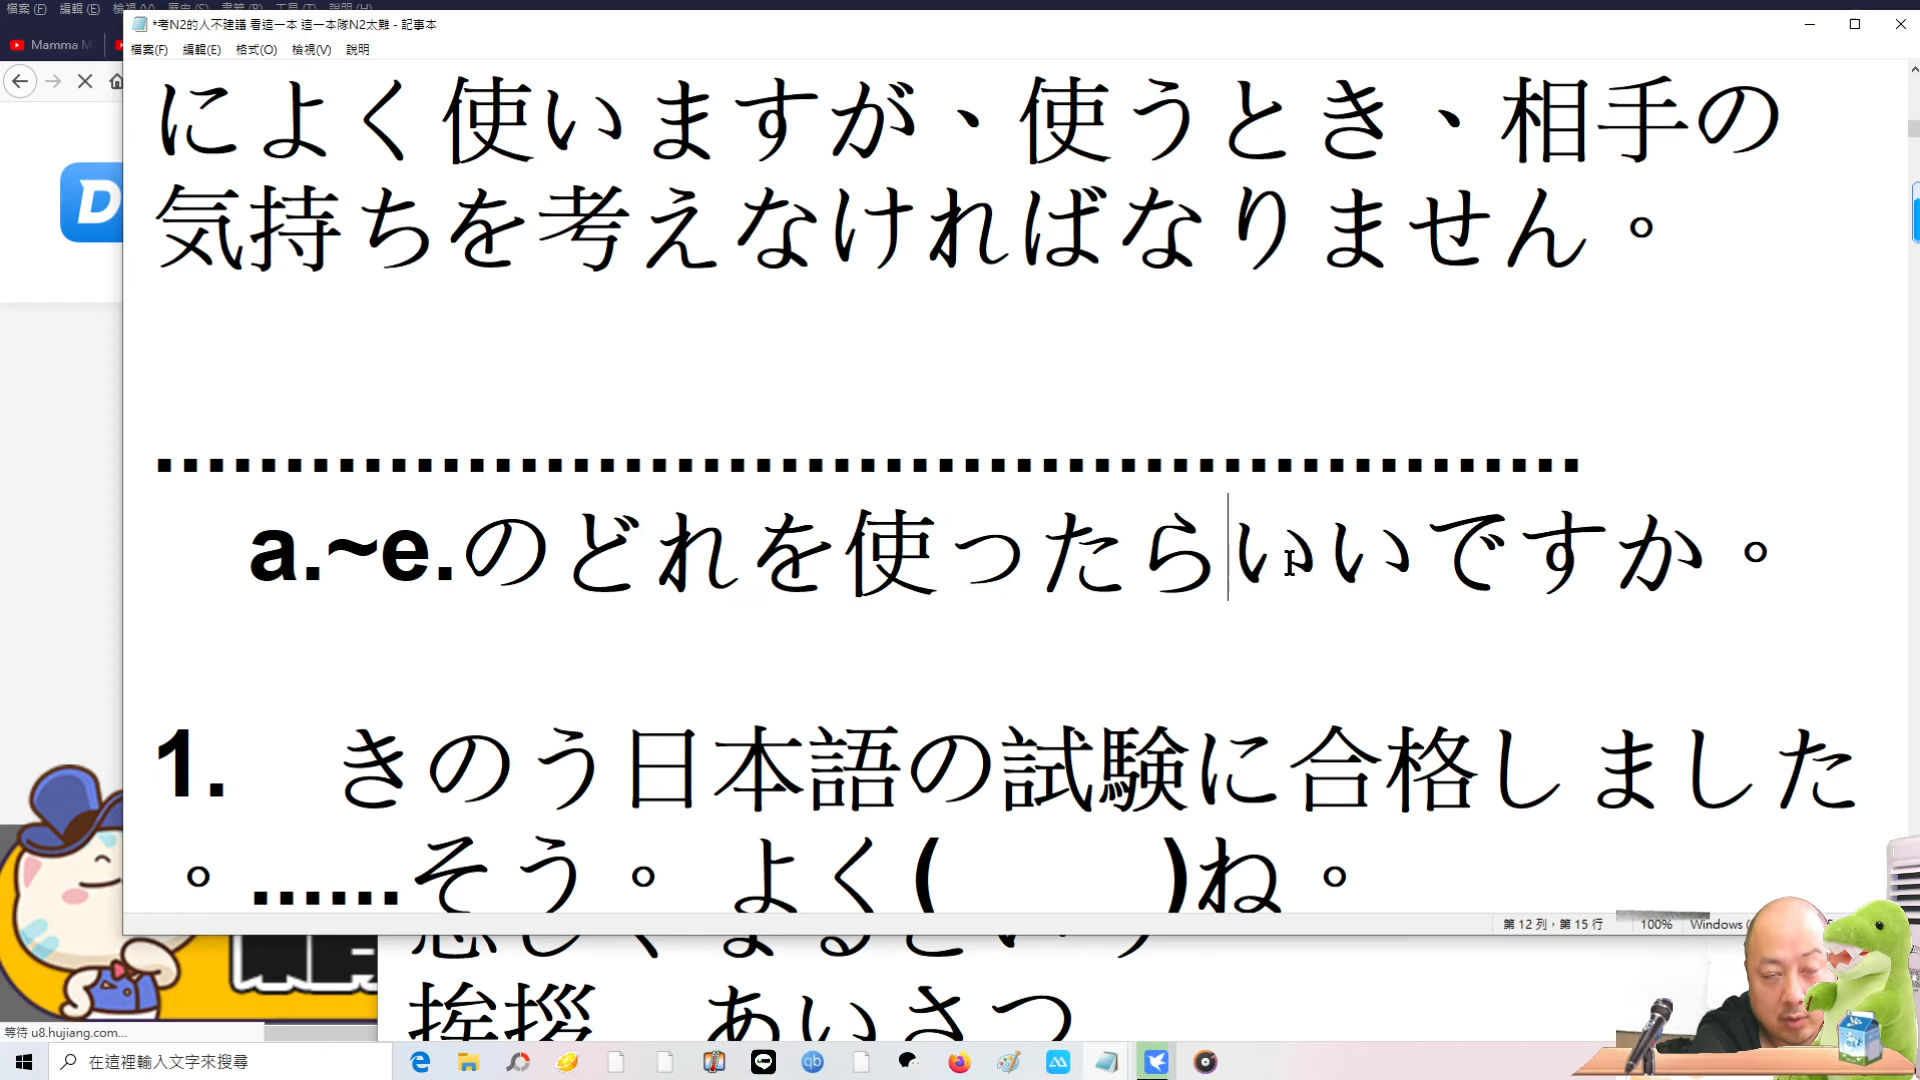 *考N2的人不建議 看這一本 這一本隊N2太難 - 記事本
檔案(F) 編輯(E) 格式(O) 檢視(V) 說明
檔案(F) 編輯(E)
Mamma M
によく使いますが、使うとき、相手の
気持ちを考えなければなりません。
D
.......................................................
a.~e.のどれを使ったらいいですか。
1. きのう日本語の試験に合格しました
。......そう。よく( )ね。
第 12 列，第 15 行 100% Windows
挨拶 あいさつ
等待 u8.hujiang.com...
在這裡輸入文字來搜尋